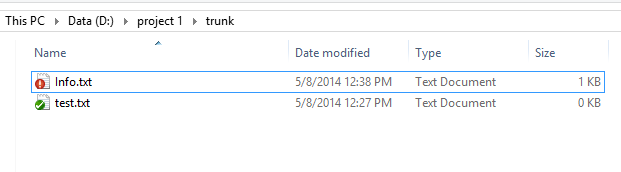 This PC Data (D:) project 1 trunk
Name Date modified Type Size
Info.txt 5/8/2014 12:38 PM Text Document 1 KB
test.txt 5/8/2014 12:27 PM Text Document 0 KB